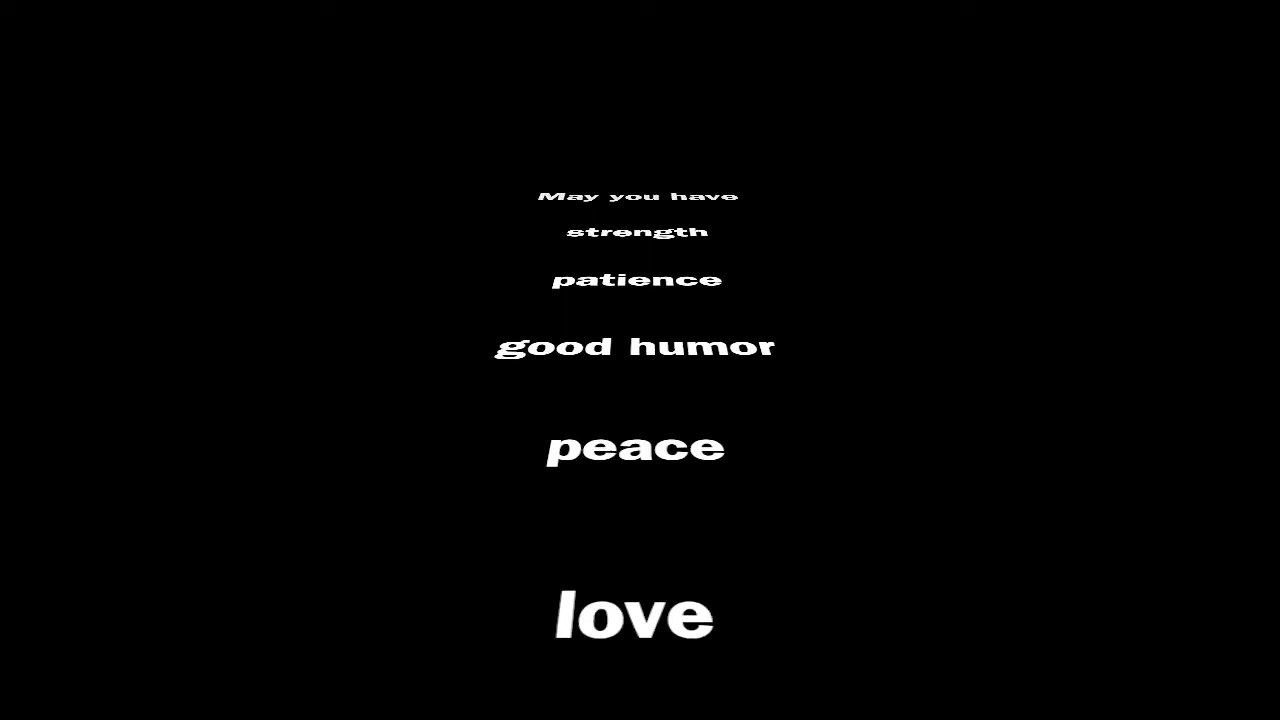 May you have
strength
patience
good humor
peace
love